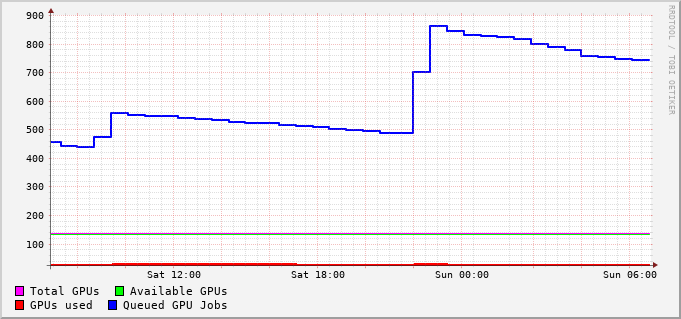 RRDTOOL / TOBI OETIKER
900
800
700
600
500
400
300
200
100
Sat 12:00 Sat 18:00 Sun 00:00 Sun 06:00
Total GPUs Available GPUs
GPUs used Queued GPU Jobs